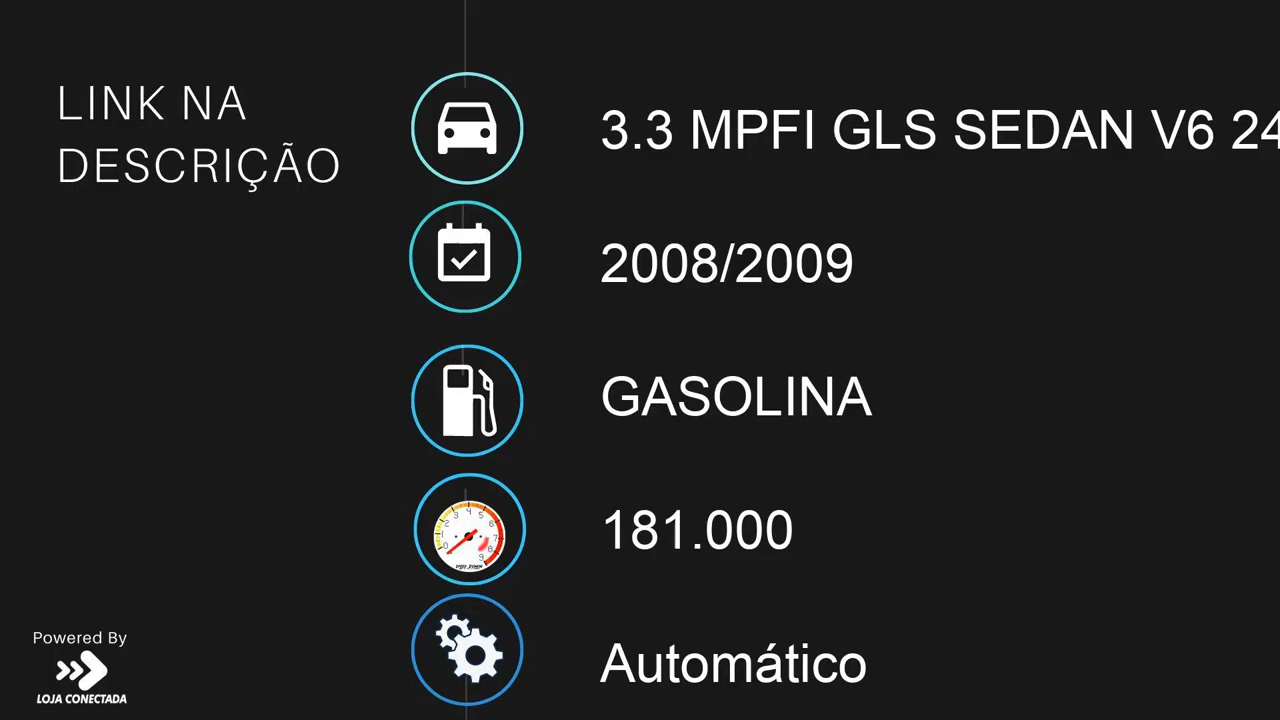 LINK NA
DESCRIÇÃO
3.3 MPFI GLS SEDAN V6 24
2008/2009
GASOLINA
181.000
Automático
Powered By
LOJA CONECTADA